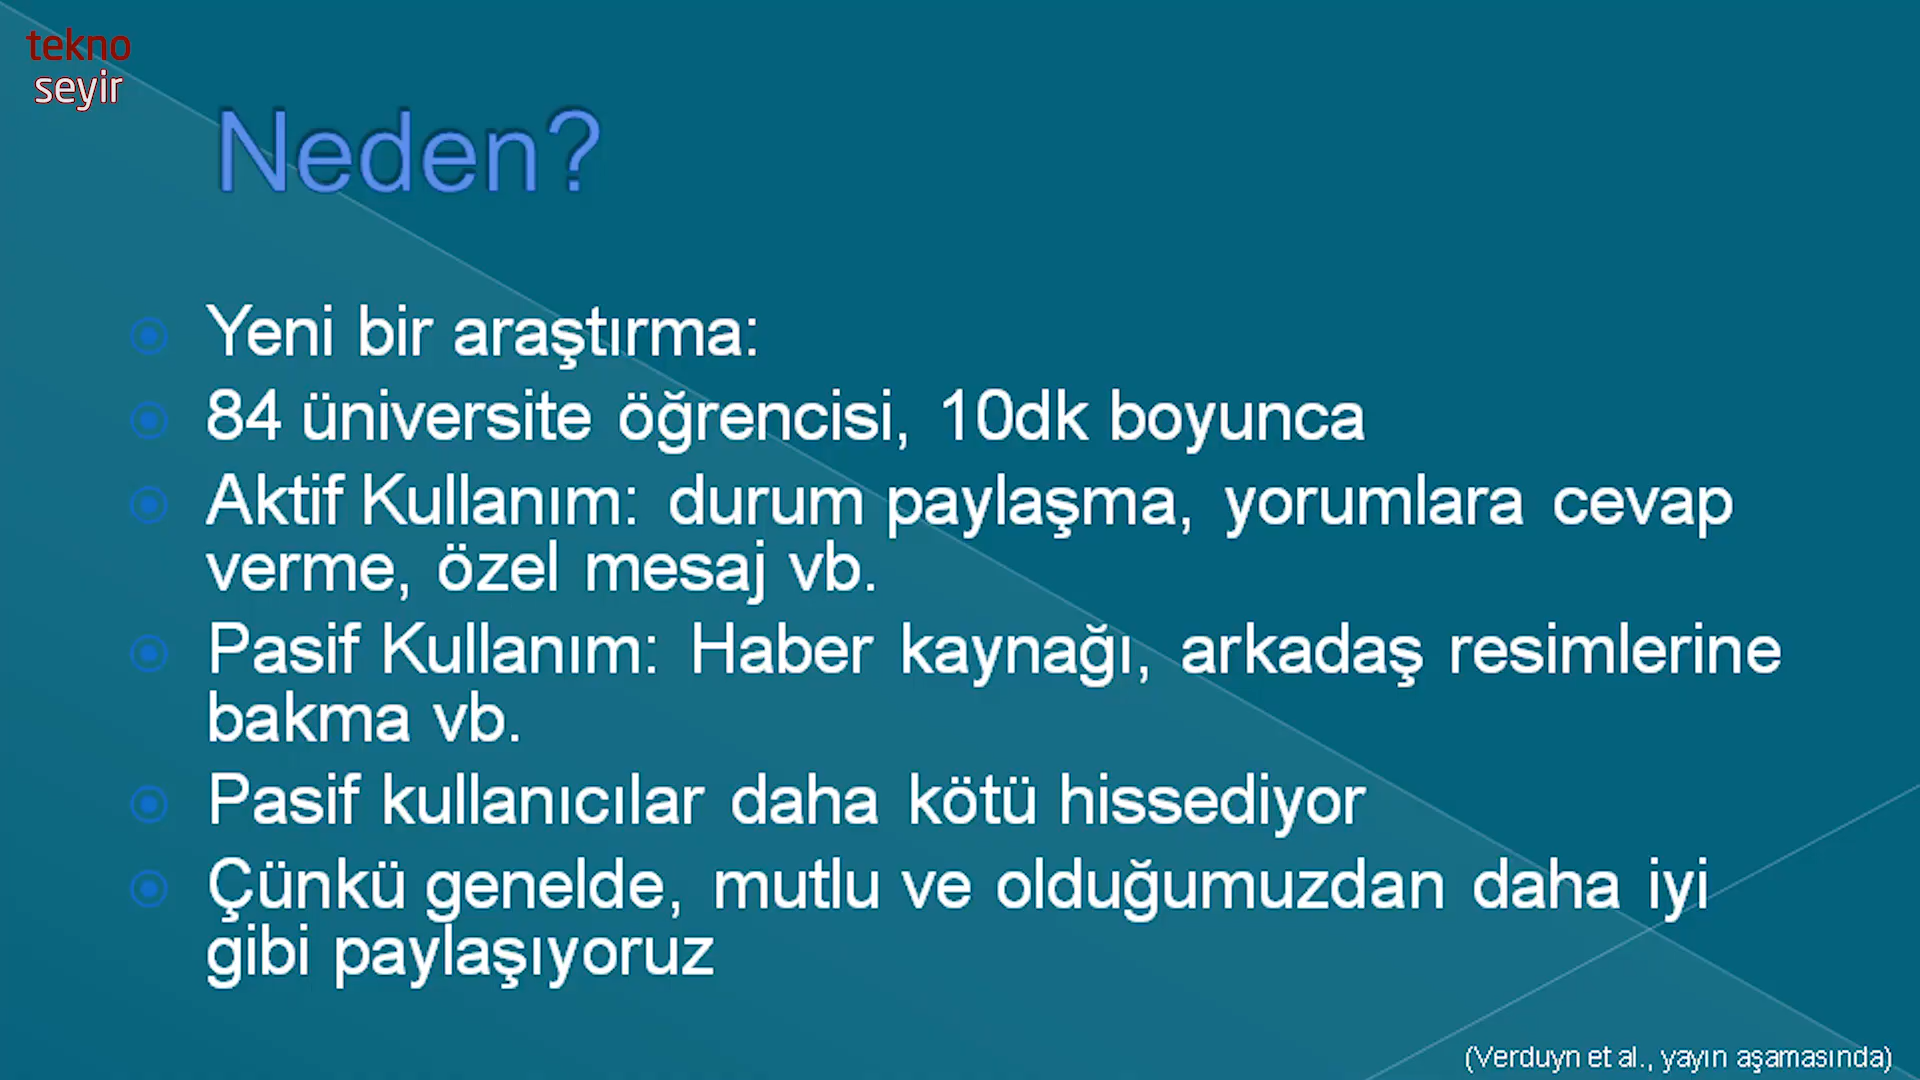 tekno
seyir
Neden?
Yeni bir araştırma:
84 üniversite öğrencisi, 10dk boyunca
Aktif Kullanım: durum paylaşma, yorumlara cevap
verme, özel mesaj vb.
Pasif Kullanım: Haber kaynağı, arkadaş resimlerine
bakma vb.
Pasif kullanıcılar daha kötü hissediyor
Çünkü genelde, mutlu ve olduğumuzdan daha iyi
gibi paylaşıyoruz
(Verduyn et al., yayın aşamasında)